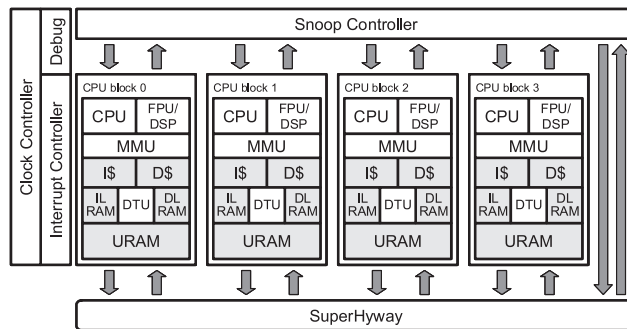 Clock Controller
Debug
Interrupt Controller
Snoop Controller
CPU block 0
CPU
FPU/
DSP
MMU
I$
D$
IL
RAM
DTU
DL
RAM
URAM
CPU block 1
CPU
FPU/
DSP
MMU
I$
D$
IL
RAM
DTU
DL
RAM
URAM
CPU block 2
CPU
FPU/
DSP
MMU
I$
D$
IL
RAM
DTU
DL
RAM
URAM
CPU block 3
CPU
FPU/
DSP
MMU
I$
D$
IL
RAM
DTU
DL
RAM
URAM
SuperHyway